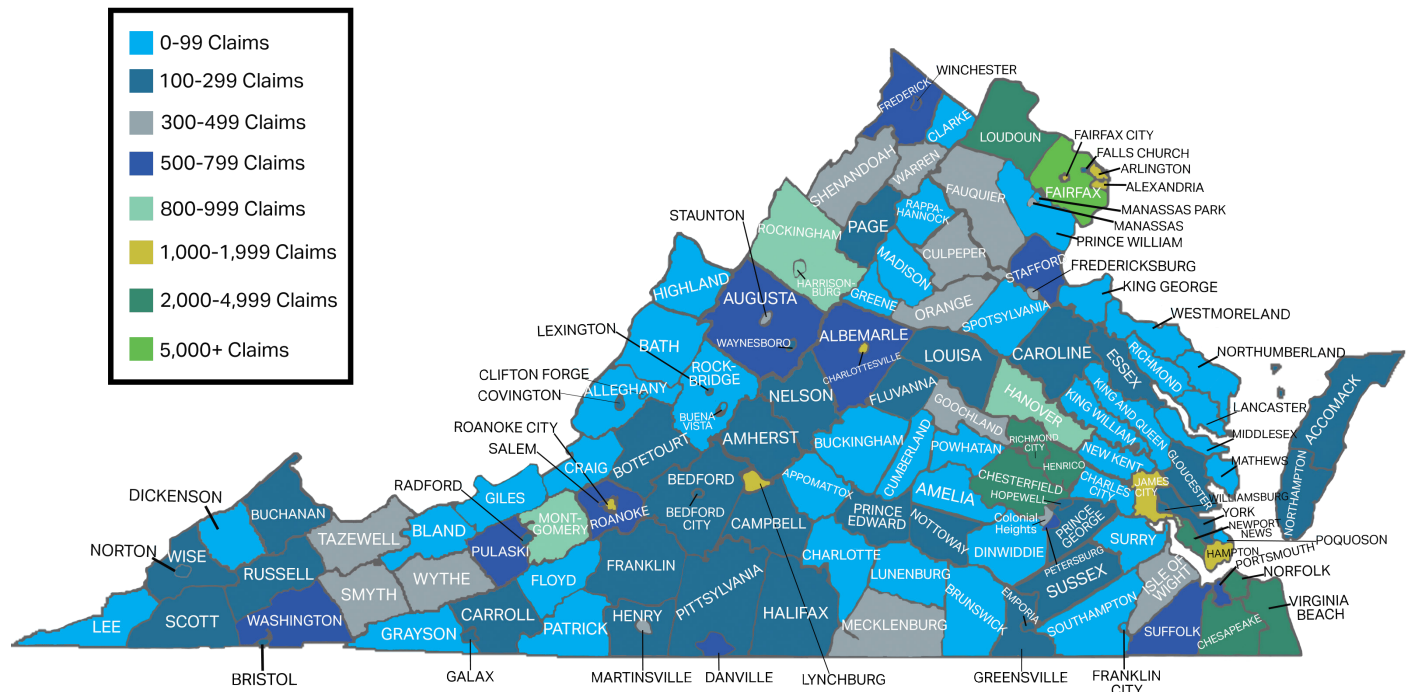 0-99 Claims
100-299 Claims
300-499 Claims
500-799 Claims
800-999 Claims
1,000-1,999 Claims
2,000-4,999 Claims
5,000+ Claims
WINCHESTER
FREDERICK
CLARKE
LOUDOUN
FAIRFAX CITY
FALLS CHURCH
ARLINGTON
ALEXANDRIA
FAIRFAX
SHENANDOAH
WARREN
FAUQUIER
MANASSAS PARK
MANASSAS
PRINCE WILLIAM
RAPPA-
HANNOCK
STAUNTON
PAGE
ROCKINGHAM
CULPEPER
MADISON
STAFFORD
FREDERICKSBURG
HARRISON-
BURG
GREENE
HIGHLAND
AUGUSTA
ORANGE
SPOTSYLVANIA
KING GEORGE
WESTMORELAND
LEXINGTON
BATH
WAYNESBORO
ALBEMARLE
CHARLOTTESVILLE
LOUISA
CAROLINE
ESSEX
RICHMOND
NORTHUMBERLAND
CLIFTON FORGE
COVINGTON
ALLEGHANY
ROCK-
BRIDGE
NELSON
FLUVANNA
GOOCHLAND
HANOVER
KING WILLIAM
KING AND QUEEN
LANCASTER
ACCOMACK
ROANOKE CITY
SALEM
BUENA
VISTA
AMHERST
BUCKINGHAM
CUMBERLAND
POWHATAN
RICHMOND
CITY
HENRICO
NEW KENT
MIDDLESEX
MATHEWS
GLOUCESTER
CRAIG
BOTETOURT
BEDFORD
APPOMATTOX
AMELIA
CHESTERFIELD
HOPEWELL
CHARLES
CITY
JAMES
CITY
WILLIAMSBURG
NORTHAMPTON
RADFORD
GILES
MONT-
GOMERY
ROANOKE
BEDFORD
CITY
CAMPBELL
PRINCE
EDWARD
NOTTOWAY
Colonial
Heights
PRINCE
GEORGE
YORK
NEWPORT
NEWS
DICKENSON
BUCHANAN
TAZEWELL
BLAND
PULASKI
DINWIDDIE
SURRY
POQUOSON
HAMPTON
PORTSMOUTH
NORFOLK
NORTON
WISE
RUSSELL
SMYTH
WYTHE
FLOYD
FRANKLIN
PITTSYLVANIA
CHARLOTTE
LUNENBURG
PETERSBURG
SUSSEX
ISLE OF
WIGHT
LEE
SCOTT
WASHINGTON
GRAYSON
CARROLL
PATRICK
HENRY
HALIFAX
MECKLENBURG
BRUNSWICK
EMPORIA
SOUTHAMPTON
SUFFOLK
CHESAPEAKE
VIRGINIA
BEACH
BRISTOL
GALAX
MARTINSVILLE
DANVILLE
LYNCHBURG
GREENSVILLE
FRANKLIN
CITY